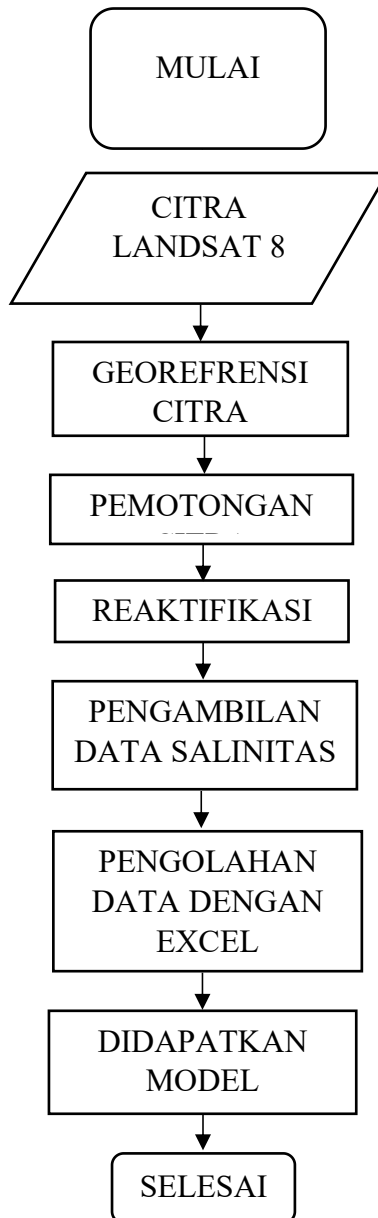 MULAI
CITRA
LANDSAT 8
GEOREFRENSI
CITRA
PEMOTONGAN
REAKTIFIKASI
PENGAMBILAN
DATA SALINITAS
PENGOLAHAN
DATA DENGAN
EXCEL
DIDAPATKAN
MODEL
SELESAI